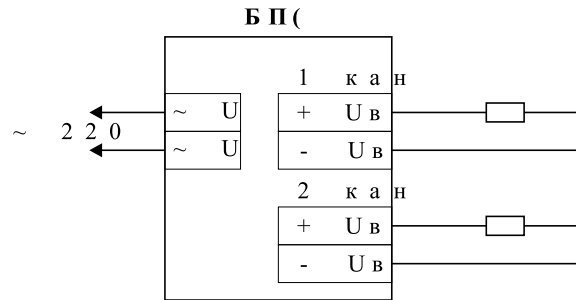 БП(
1 кан
~ U
+ Uв
~ 220
~ U
- Uв
2 кан
+ Uв
- Uв